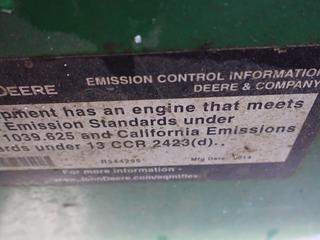 DEERE
EMISSION CONTROL INFORMATION
DEERE & COMPANY
pment has an engine that meets
Emission Standards under
1039.625 and California Emissions
ards under 13 CCR 2423(d)..
Mfg Date:
For more information -
www.JohnDeere.com/eqmtflex